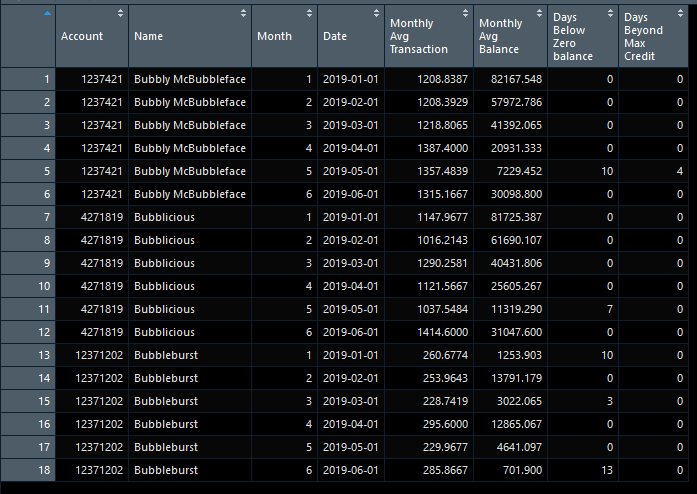 Account Name Month Date Monthly Avg Transaction Monthly Avg Balance Days Below Zero balance Days Beyond Max Credit
1 1237421 Bubbly McBubbleface 1 2019-01-01 1208.8387 82167.548 0 0
2 1237421 Bubbly McBubbleface 2 2019-02-01 1208.3929 57972.786 0 0
3 1237421 Bubbly McBubbleface 3 2019-03-01 1218.8065 41392.065 0 0
4 1237421 Bubbly McBubbleface 4 2019-04-01 1387.4000 20931.333 0 0
5 1237421 Bubbly McBubbleface 5 2019-05-01 1357.4839 7229.452 10 4
6 1237421 Bubbly McBubbleface 6 2019-06-01 1315.1667 30098.800 0 0
7 4271819 Bubblicious 1 2019-01-01 1147.9677 81725.387 0 0
8 4271819 Bubblicious 2 2019-02-01 1016.2143 61690.107 0 0
9 4271819 Bubblicious 3 2019-03-01 1290.2581 40431.806 0 0
10 4271819 Bubblicious 4 2019-04-01 1121.5667 25605.267 0 0
11 4271819 Bubblicious 5 2019-05-01 1037.5484 11319.290 7 0
12 4271819 Bubblicious 6 2019-06-01 1414.6000 31047.600 0 0
13 12371202 Bubbleburst 1 2019-01-01 260.6774 1253.903 10 0
14 12371202 Bubbleburst 2 2019-02-01 253.9643 13791.179 0 0
15 12371202 Bubbleburst 3 2019-03-01 228.7419 3022.065 3 0
16 12371202 Bubbleburst 4 2019-04-01 295.6000 12865.067 0 0
17 12371202 Bubbleburst 5 2019-05-01 229.9677 4641.097 0 0
18 12371202 Bubbleburst 6 2019-06-01 285.8667 701.900 13 0